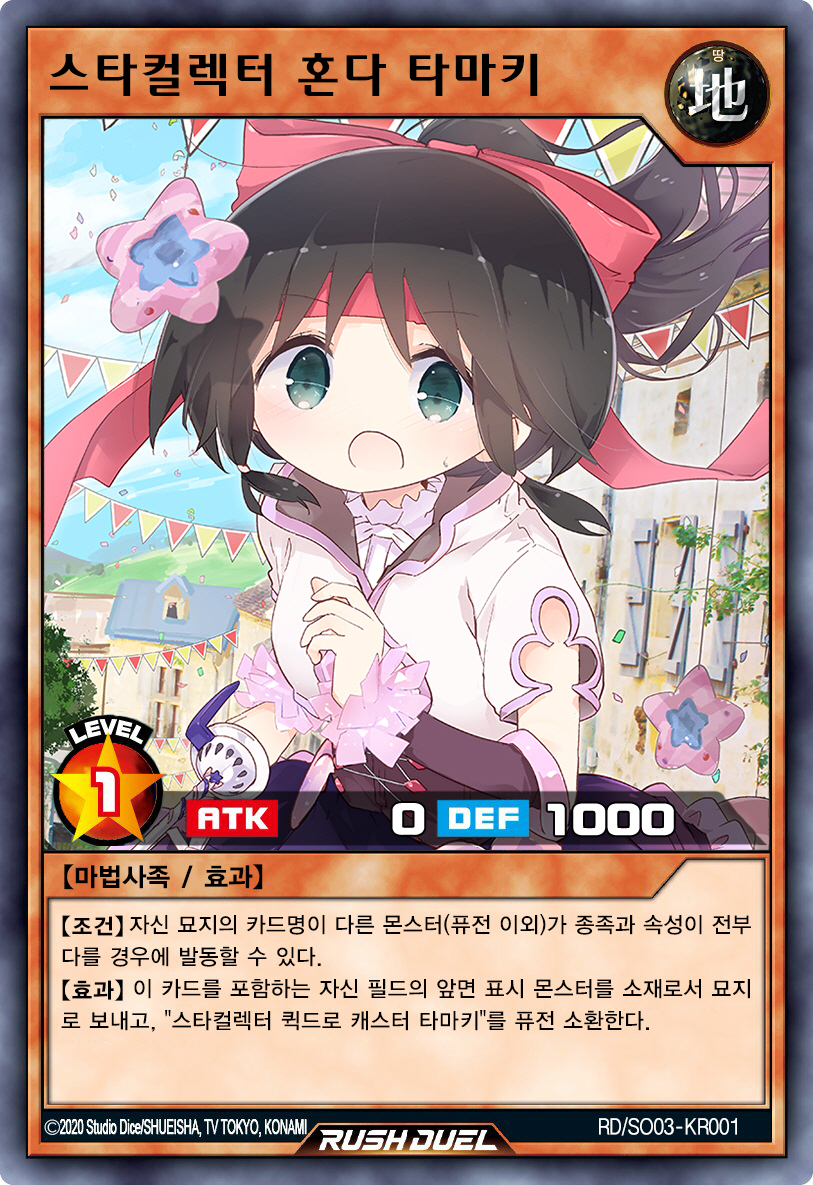 스타컬렉터 혼다 타마키
땅
地
LEVEL
1
ATK 0 DEF 1000
【마법사족 / 효과】
【조건】자신 묘지의 카드명이 다른 몬스터(퓨전 이외)가 종족과 속성이 전부
다를 경우에 발동할 수 있다.
【효과】 이 카드를 포함하는 자신 필드의 앞면 표시 몬스터를 소재로서 묘지
로 보내고, "스타컬렉터 퀵드로 캐스터 타마키"를 퓨전 소환한다.
©2020 Studio Dice/SHUEISHA, TV TOKYO, KONAMI
RUSH DUEL
RD/SO03-KR001